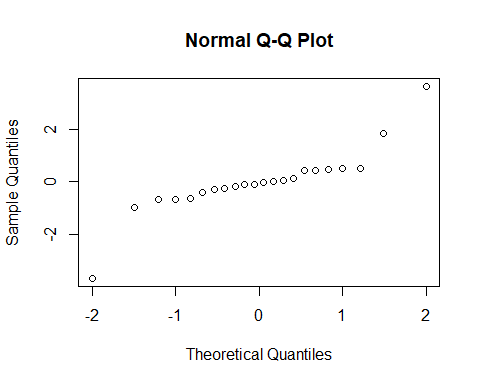 Normal Q-Q Plot
Sample Quantiles
2
0
-2
-2 -1 0 1 2
Theoretical Quantiles